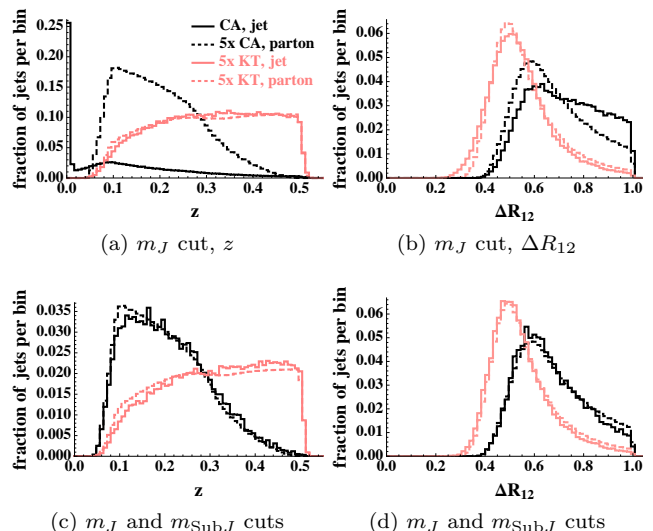 0.25
0.20
0.15
0.10
0.05
0.00
fraction of jets per bin
CA, jet
5x CA, parton
5x KT, jet
5x KT, parton
0.0 0.1 0.2 0.3 0.4 0.5
z
(a) m_J cut, z
0.06
0.05
0.04
0.03
0.02
0.01
0.00
fraction of jets per bin
0.0 0.2 0.4 0.6 0.8 1.0
ΔR₁₂
(b) m_J cut, ΔR₁₂
0.035
0.030
0.025
0.020
0.015
0.010
0.005
0.000
fraction of jets per bin
0.0 0.1 0.2 0.3 0.4 0.5
z
(c) m_J and m_SubJ cuts
0.06
0.05
0.04
0.03
0.02
0.01
0.00
fraction of jets per bin
0.0 0.2 0.4 0.6 0.8 1.0
ΔR₁₂
(d) m_J and m_SubJ cuts